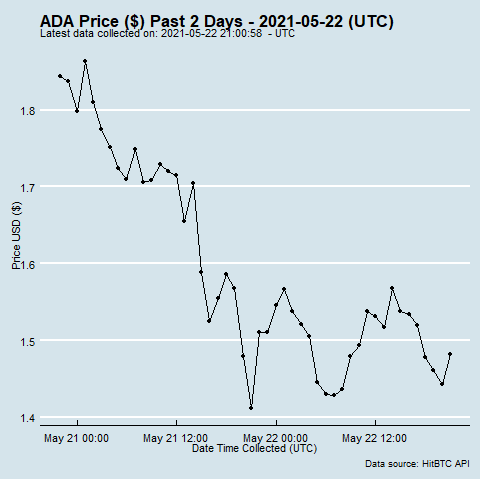 ADA Price ($) Past 2 Days - 2021-05-22 (UTC)
Latest data collected on: 2021-05-22 21:00:58 - UTC
1.8
1.7
1.6
1.5
1.4
Price USD ($)
May 21 00:00
May 21 12:00
May 22 00:00
May 22 12:00
Date Time Collected (UTC)
Data source: HitBTC API